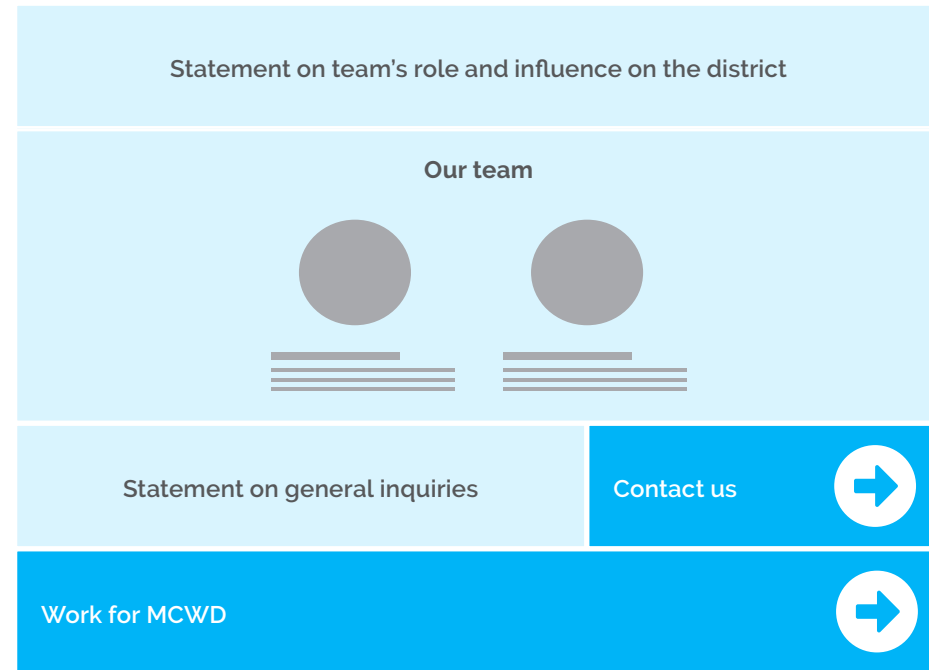 Statement on team's role and influence on the district
Our team
Statement on general inquiries
Contact us
Work for MCWD